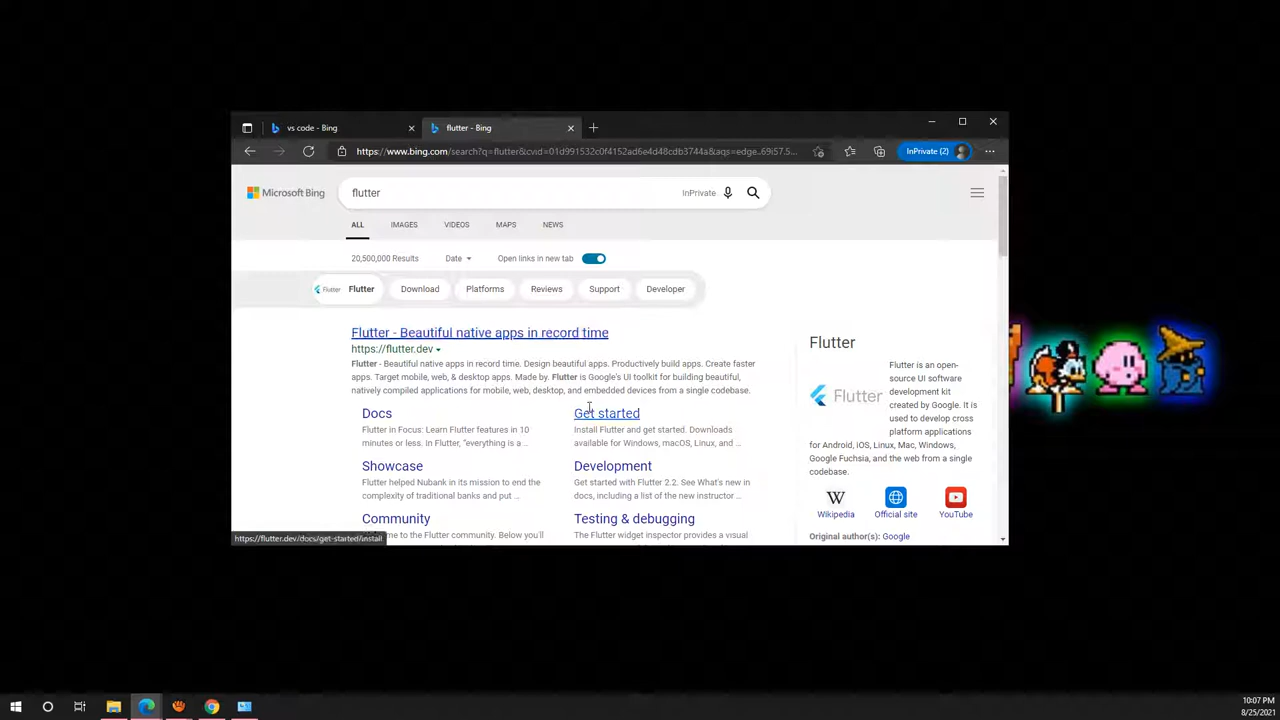 vs code - Bing
flutter - Bing
https://www.bing.com/search?q=flutter&cvid=01d991532c0f4152ad6e4d48cdb3744a&aqs=edge..69i57.5...
InPrivate (2)
Microsoft Bing
flutter
InPrivate
ALL IMAGES VIDEOS MAPS NEWS
20,500,000 Results Date Open links in new tab
Flutter Flutter Download Platforms Reviews Support Developer
Flutter - Beautiful native apps in record time
https://flutter.dev
Flutter - Beautiful native apps in record time. Design beautiful apps. Productively build apps. Create faster
apps. Target mobile, web, & desktop apps. Made by. Flutter is Google's UI toolkit for building beautiful,
natively compiled applications for mobile, web, desktop, and embedded devices from a single codebase.
Docs
Flutter in Focus: Learn Flutter features in 10
minutes or less. In Flutter, "everything is a ...
Get started
Install Flutter and get started. Downloads
available for Windows, macOS, Linux, and ...
Showcase
Flutter helped Nubank in its mission to end the
complexity of traditional banks and put ...
Development
Get started with Flutter 2.2. See What's new in
docs, including a list of the new instructor ...
Community
me to the Flutter community. Below you'll
Testing & debugging
The Flutter widget inspector provides a visual
https://flutter.dev/docs/get-started/install
Flutter
Flutter
Flutter is an open-
source UI software
development kit
created by Google. It is
used to develop cross
platform applications
for Android, iOS, Linux, Mac, Windows,
Google Fuchsia, and the web from a single
codebase.
W
Wikipedia Official site YouTube
Original author(s): Google
10:07 PM
8/25/2021